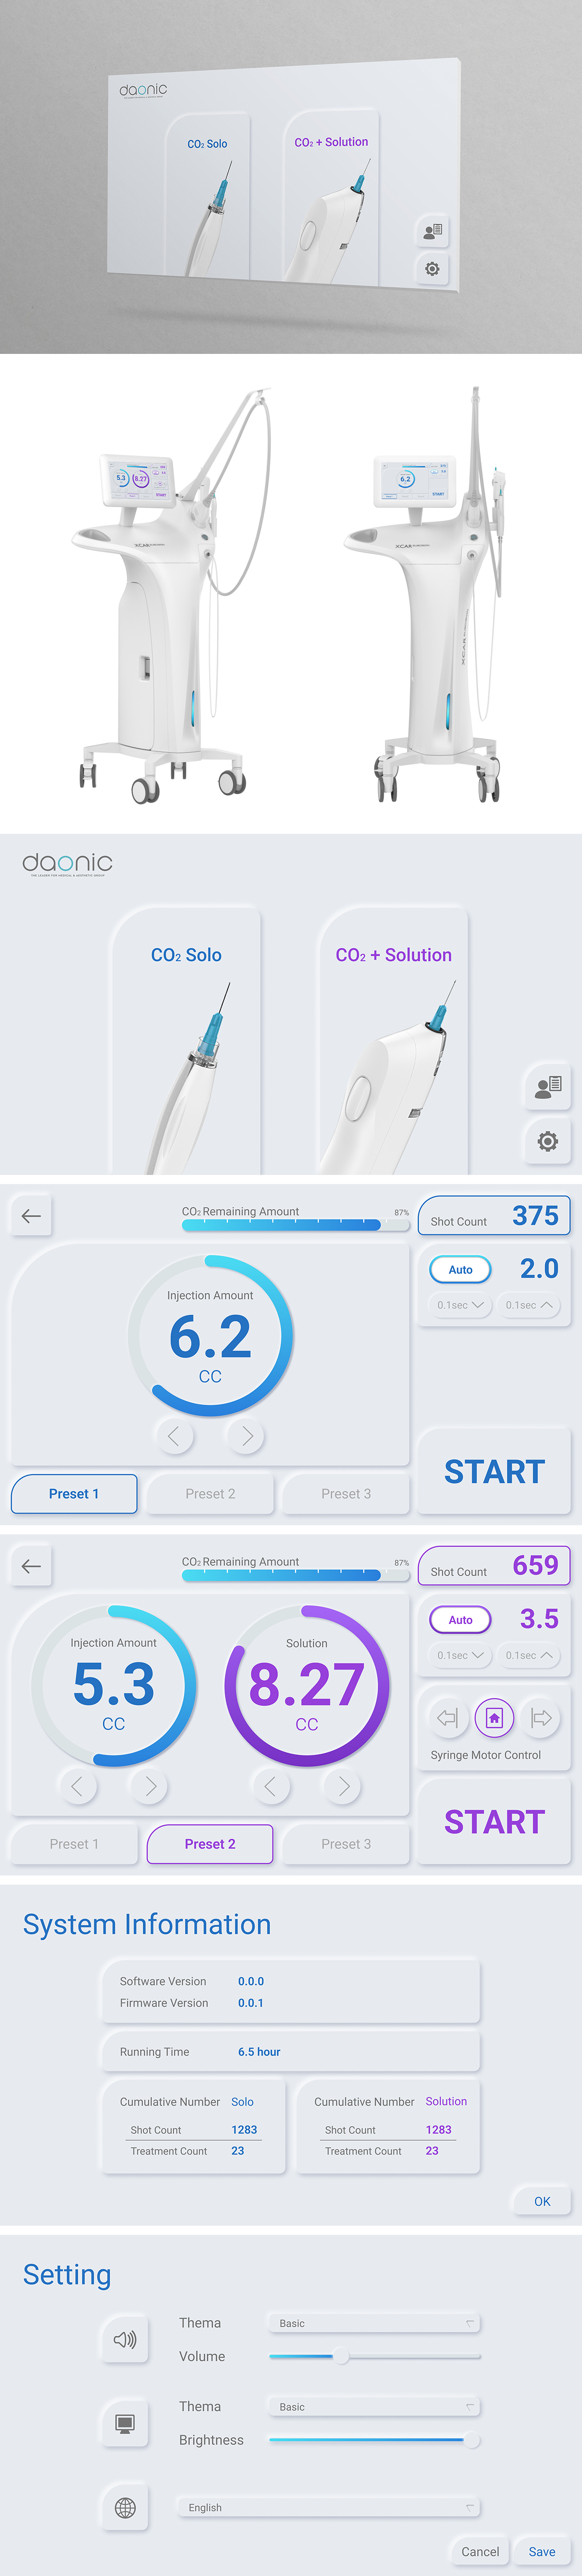 daonic
CO₂ Solo
CO₂ + Solution
5.3
8.27
START
XCAR
6.2
START
XCAR
XCAR
daonic
THE LEADER FOR MEDICAL & AESTHETIC GROUP
CO₂ Solo
CO₂ + Solution
CO₂ Remaining Amount
87%
Shot Count
375
Injection Amount
6.2
CC
Auto
2.0
0.1sec
0.1sec
Preset 1
Preset 2
Preset 3
START
CO₂ Remaining Amount
87%
Shot Count
659
Injection Amount
5.3
CC
Solution
8.27
CC
Auto
3.5
0.1sec
0.1sec
Syringe Motor Control
Preset 1
Preset 2
Preset 3
START
System Information
Software Version 0.0.0
Firmware Version 0.0.1
Running Time 6.5 hour
Cumulative Number Solo
Shot Count 1283
Treatment Count 23
Cumulative Number Solution
Shot Count 1283
Treatment Count 23
OK
Setting
Thema Basic
Volume
Thema Basic
Brightness
English
Cancel
Save